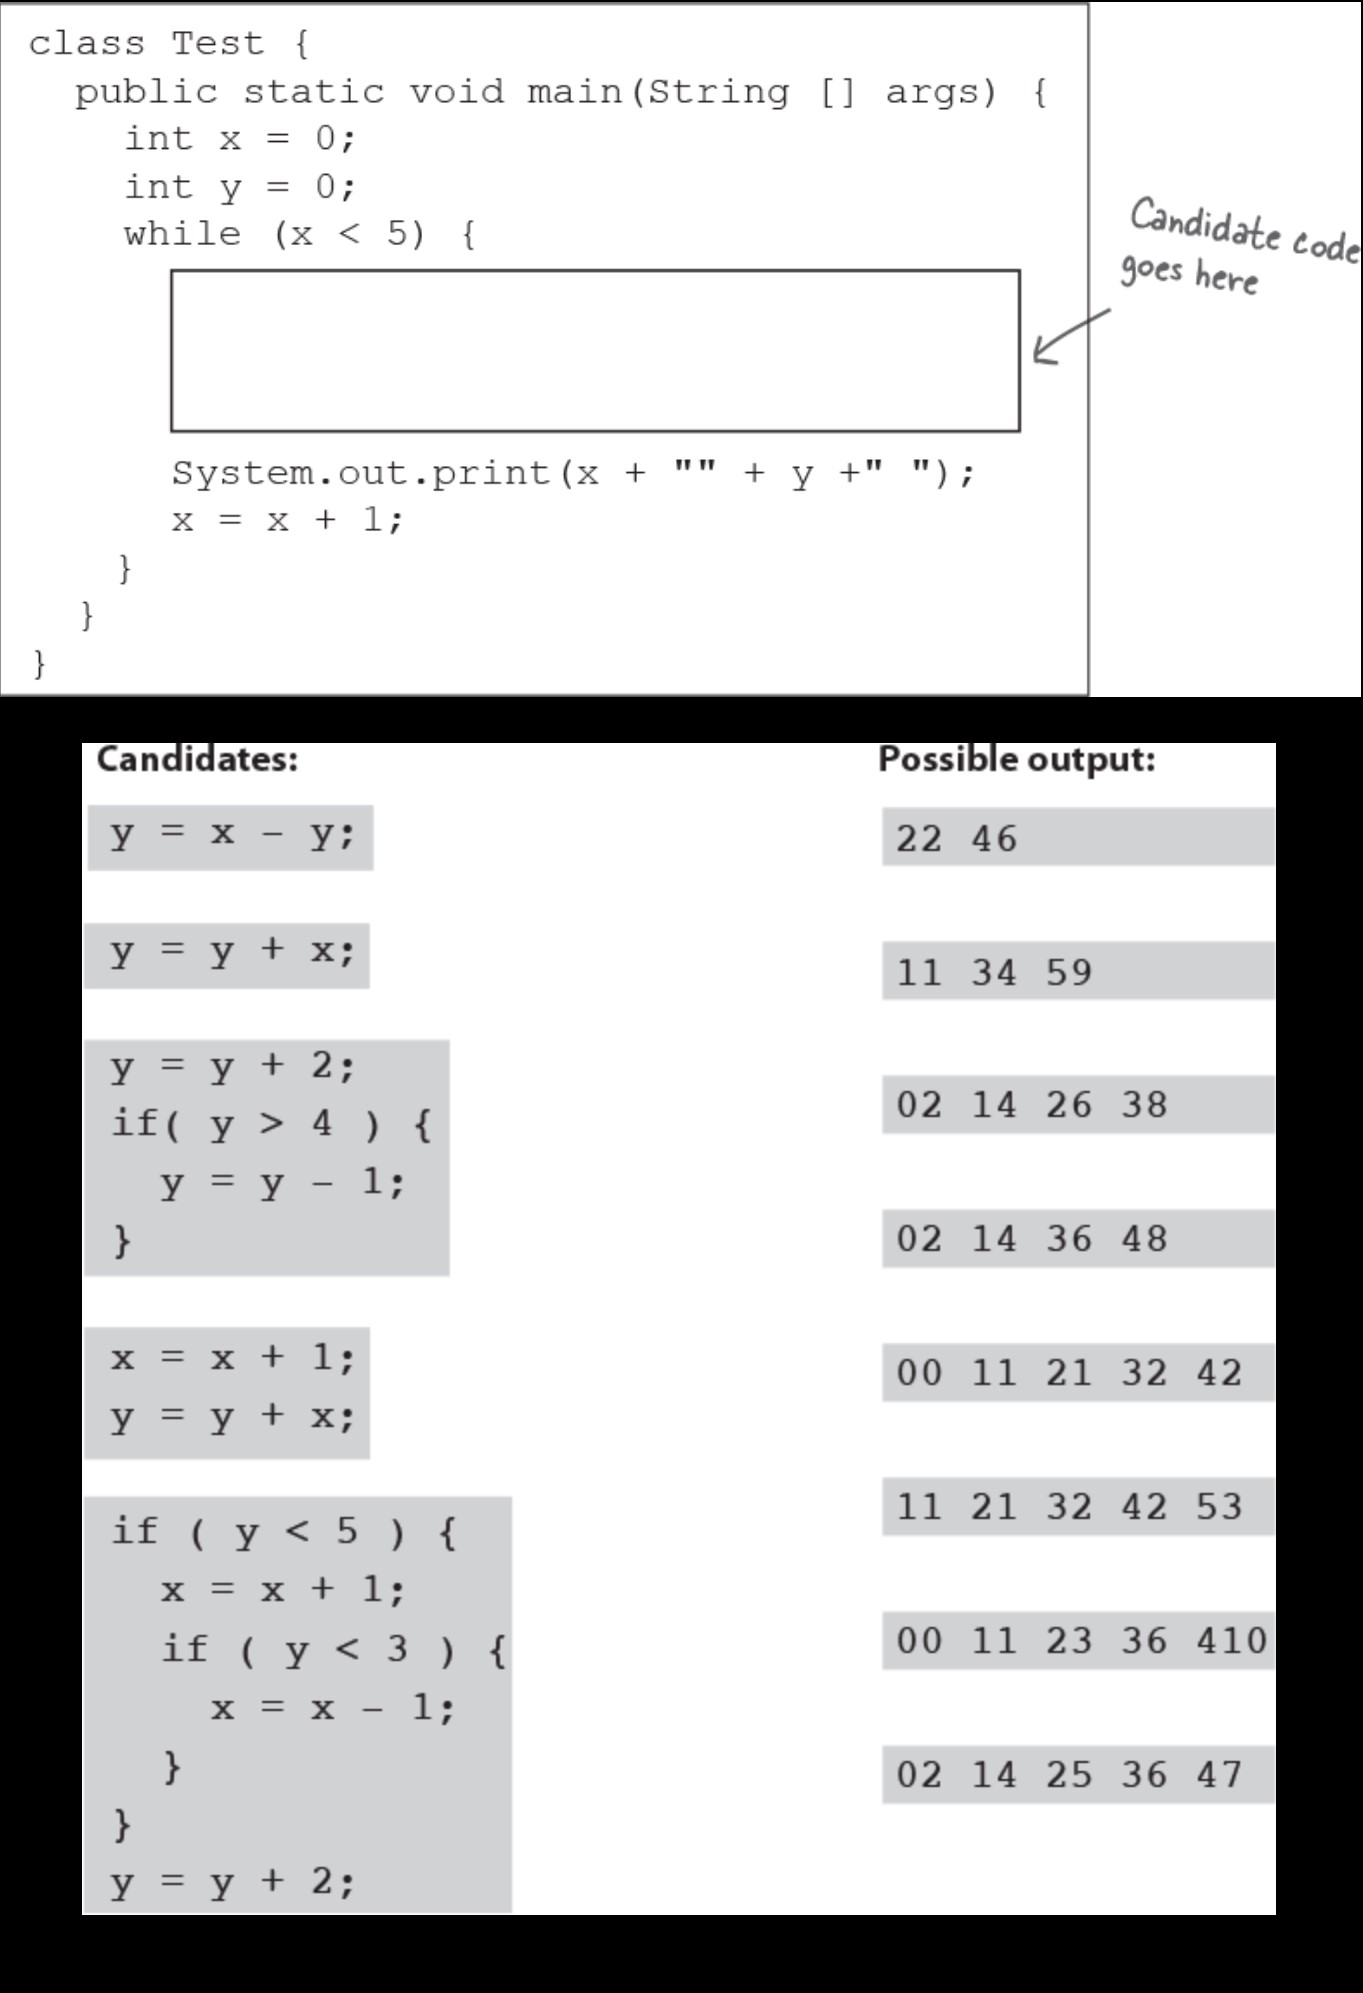 class Test {
public static void main(String [] args) {
int x = 0;
int y = 0;
while (x < 5) {
Candidate code
goes here
System.out.print(x + "" + y +" ");
x = x + 1;
}
}
}
Candidates:
y = x - y;
y = y + x;
y = y + 2;
if( y > 4 ) {
y = y - 1;
}
x = x + 1;
y = y + x;
if ( y < 5 ) {
x = x + 1;
if ( y < 3 ) {
x = x - 1;
}
}
y = y + 2;
Possible output:
22 46
11 34 59
02 14 26 38
02 14 36 48
00 11 21 32 42
11 21 32 42 53
00 11 23 36 410
02 14 25 36 47